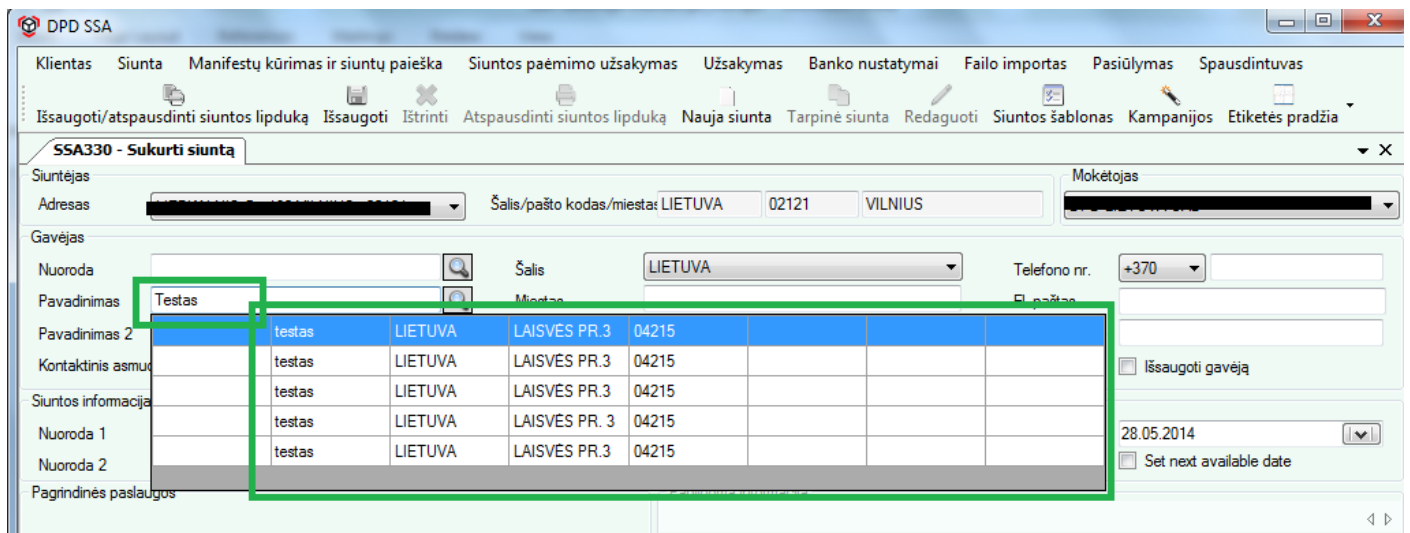 DPD SSA
Klientas Siunta Manifestų kūrimas ir siuntų paieška Siuntos paėmimo užsakymas Užsakymas Banko nustatymai Failo importas Pasiūlymas Spausdintuvas
Išsaugoti/atspausdinti siuntos lipduką Išsaugoti Ištrinti Atspausdinti siuntos lipduką Nauja siunta Tarpinė siunta Redaguoti Siuntos šablonas Kampanijos Etiketės pradžia
SSA330 - Sukurti siuntą
Siuntėjas Mokėtojas
Adresas Šalis/pašto kodas/miestas LIETUVA 02121 VILNIUS
Gavėjas
Nuoroda Šalis LIETUVA Telefono nr. +370
Pavadinimas Testas Miestas El. paštas
Pavadinimas 2 testas LIETUVA LAISVĖS PR.3 04215
Kontaktinis asmuo testas LIETUVA LAISVĖS PR.3 04215 Išsaugoti gavėją
testas LIETUVA LAISVĖS PR.3 04215
Siuntos informacija
Nuoroda 1 testas LIETUVA LAISVĖS PR. 3 04215 28.05.2014
Nuoroda 2 testas LIETUVA LAISVĖS PR.3 04215 Set next available date
Pagrindinės paslaugos